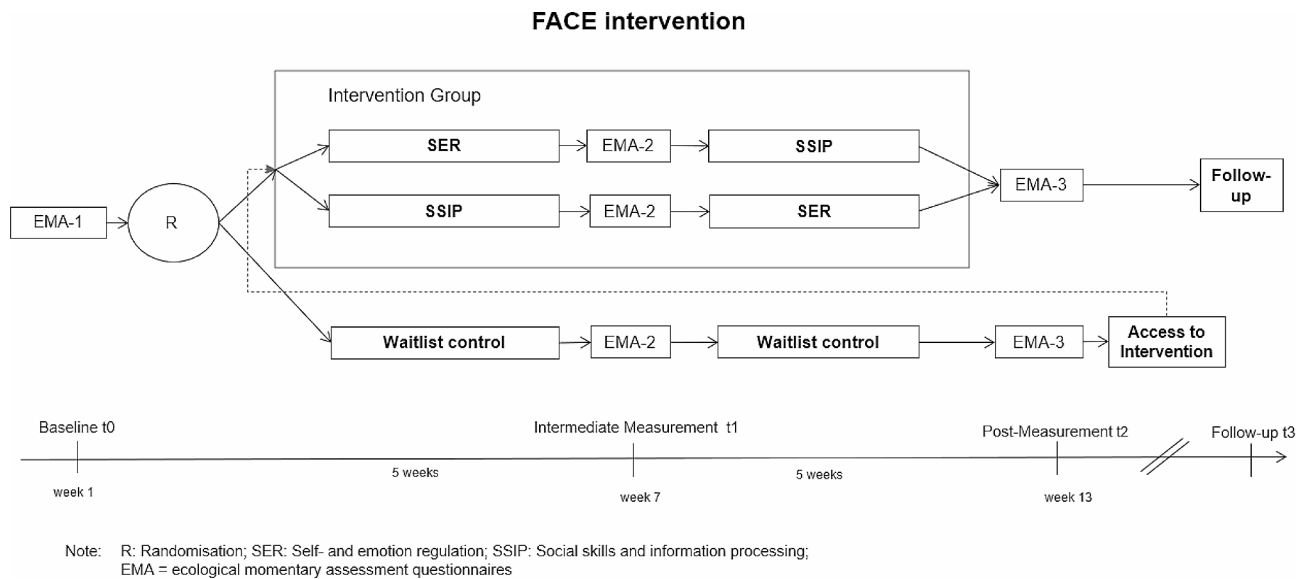 FACE intervention
Intervention Group
SER
EMA-2
SSIP
SSIP
EMA-2
SER
EMA-1
R
EMA-3
Follow-
up
Waitlist control
EMA-2
Waitlist control
EMA-3
Access to
Intervention
Baseline t0
Intermediate Measurement t1
Post-Measurement t2
Follow-up t3
5 weeks
5 weeks
week 1
week 7
week 13
Note: R: Randomisation; SER: Self- and emotion regulation; SSIP: Social skills and information processing;
EMA = ecological momentary assessment questionnaires